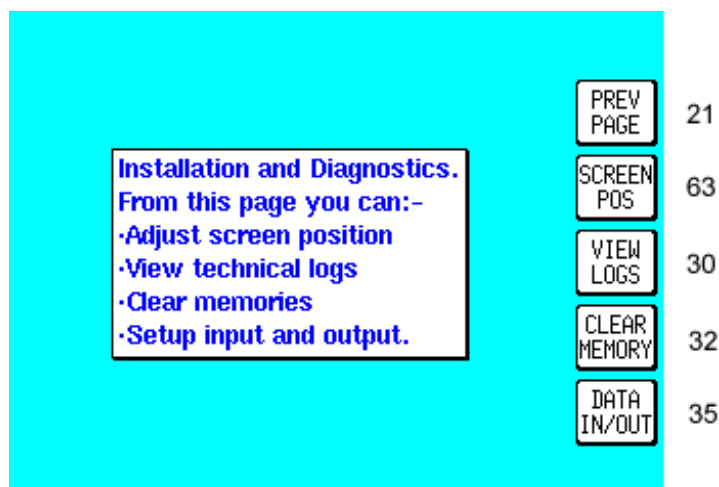 Installation and Diagnostics.
From this page you can:-
·Adjust screen position
·View technical logs
·Clear memories
·Setup input and output.
PREV
PAGE
21
SCREEN
POS
63
VIEW
LOGS
30
CLEAR
MEMORY
32
DATA
IN/OUT
35